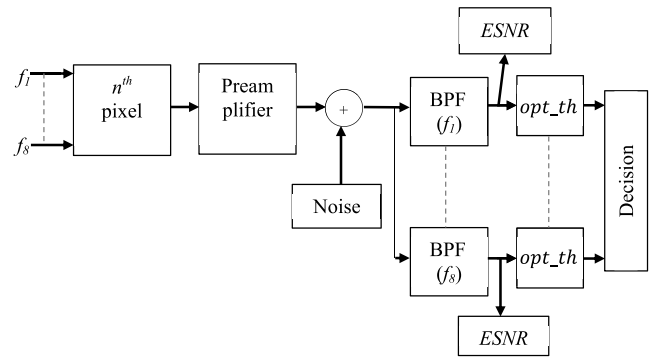 ESNR
f1
f8
nth
pixel
Pream
plifier
+
Noise
BPF
(f1)
opt_th
BPF
(f8)
opt_th
Decision
ESNR